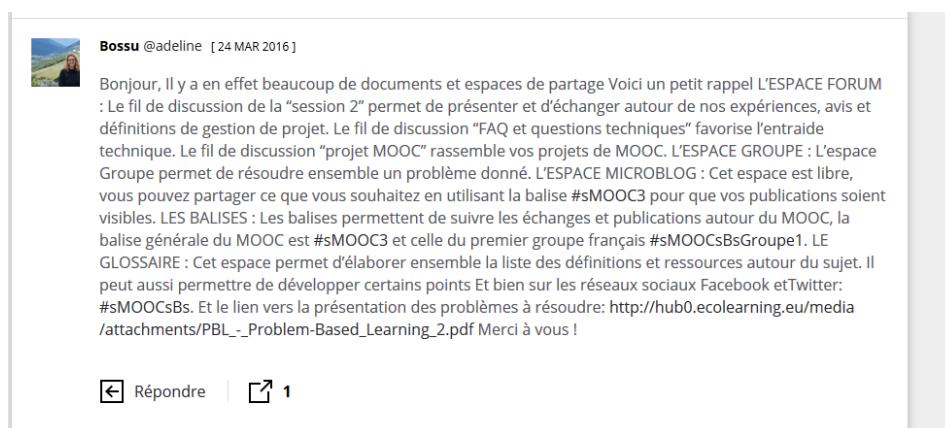 Bossu @adeline [ 24 MAR 2016 ]
Bonjour, Il y a en effet beaucoup de documents et espaces de partage Voici un petit rappel L’ESPACE FORUM
: Le fil de discussion de la “session 2” permet de présenter et d’échanger autour de nos expériences, avis et
définitions de gestion de projet. Le fil de discussion “FAQ et questions techniques” favorise l’entraide
technique. Le fil de discussion “projet MOOC” rassemble vos projets de MOOC. L’ESPACE GROUPE : L’espace
Groupe permet de résoudre ensemble un problème donné. L’ESPACE MICROBLOG : Cet espace est libre,
vous pouvez partager ce que vous souhaitez en utilisant la balise #sMOOC3 pour que vos publications soient
visibles. LES BALISES : Les balises permettent de suivre les échanges et publications autour du MOOC, la
balise générale du MOOC est #sMOOC3 et celle du premier groupe français #sMOOCsBsGroupe1. LE
GLOSSAIRE : Cet espace permet d’élaborer ensemble la liste des définitions et ressources autour du sujet. Il
peut aussi permettre de développer certains points Et bien sur les réseaux sociaux Facebook etTwitter:
#sMOOCsBs. Et le lien vers la présentation des problèmes à résoudre: http://hub0.ecolearning.eu/media
/attachments/PBL_-_Problem-Based_Learning_2.pdf Merci à vous !
Répondre 1